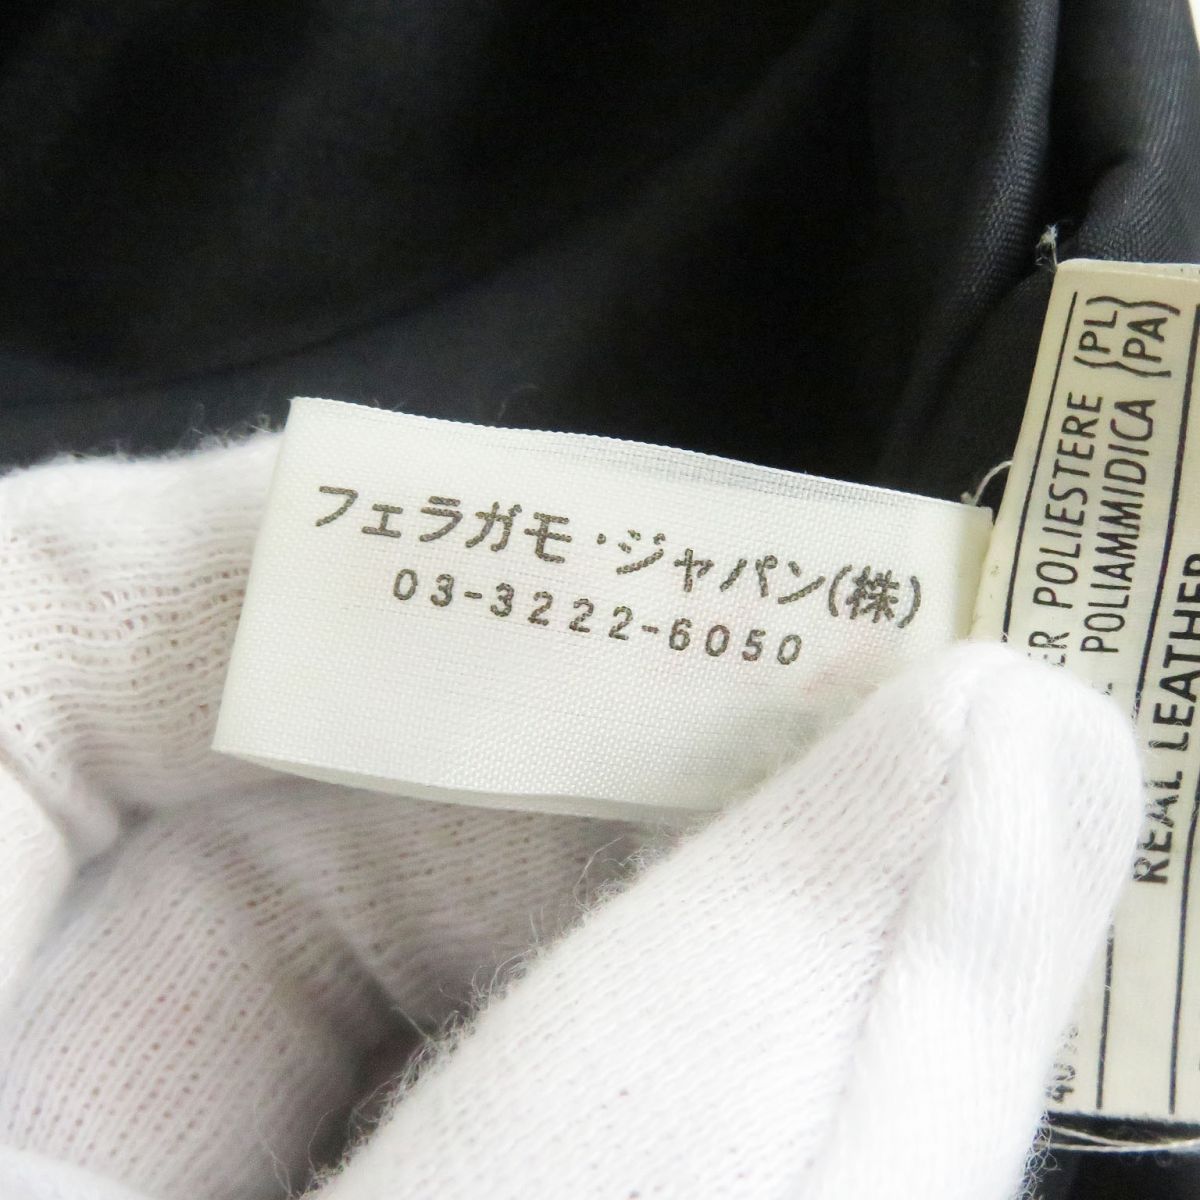 フェラガモ・ジャパン(株)
03-3222-6050
POLIESTERE (PL)
POLIAMMIDICA (PA)
REAL LEATHER